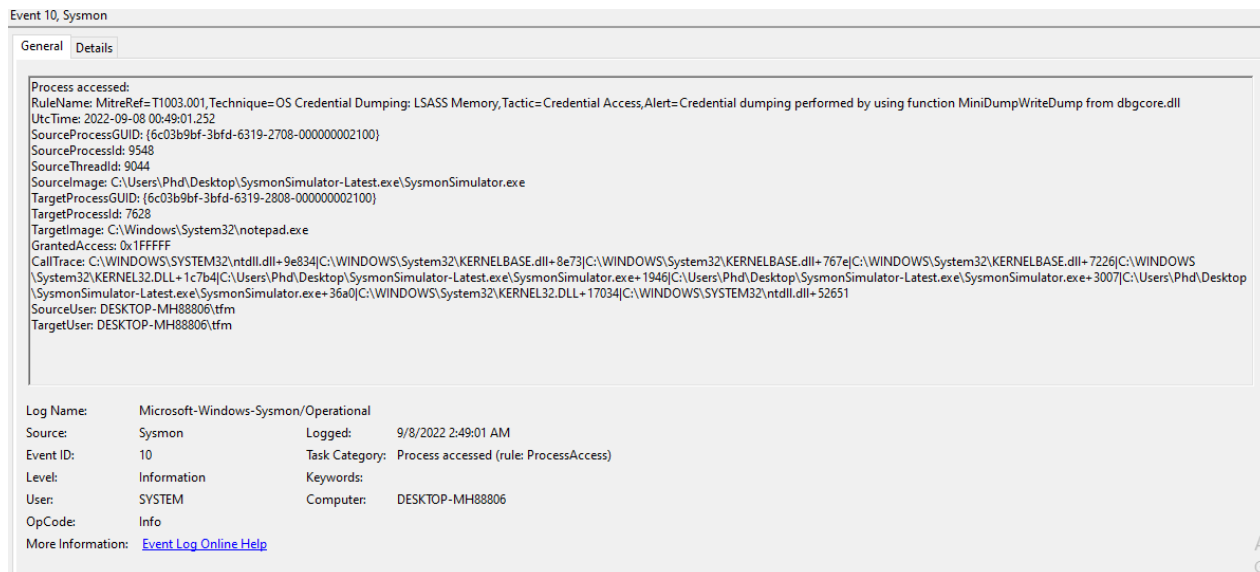 Event 10, Sysmon
General Details
Process accessed:
RuleName: MitreRef=T1003.001,Technique=OS Credential Dumping: LSASS Memory,Tactic=Credential Access,Alert=Credential dumping performed by using function MiniDumpWriteDump from dbgcore.dll
UtcTime: 2022-09-08 00:49:01.252
SourceProcessGUID: {6c03b9bf-3bfd-6319-2708-000000002100}
SourceProcessId: 9548
SourceThreadId: 9044
SourceImage: C:\Users\Phd\Desktop\SysmonSimulator-Latest.exe\SysmonSimulator.exe
TargetProcessGUID: {6c03b9bf-3bfd-6319-2808-000000002100}
TargetProcessId: 7628
TargetImage: C:\Windows\System32\notepad.exe
GrantedAccess: 0x1FFFFF
CallTrace: C:\WINDOWS\SYSTEM32\ntdll.dll+9e834|C:\WINDOWS\System32\KERNELBASE.dll+8e73|C:\WINDOWS\System32\KERNELBASE.dll+767e|C:\WINDOWS\System32\KERNELBASE.dll+7226|C:\WINDOWS
\System32\KERNEL32.DLL+1c7b4|C:\Users\Phd\Desktop\SysmonSimulator-Latest.exe\SysmonSimulator.exe+1946|C:\Users\Phd\Desktop\SysmonSimulator-Latest.exe\SysmonSimulator.exe+3007|C:\Users\Phd\Desktop
\SysmonSimulator-Latest.exe\SysmonSimulator.exe+36a0|C:\WINDOWS\System32\KERNEL32.DLL+17034|C:\WINDOWS\SYSTEM32\ntdll.dll+52651
SourceUser: DESKTOP-MH88806\tfm
TargetUser: DESKTOP-MH88806\tfm
Log Name: Microsoft-Windows-Sysmon/Operational
Source: Sysmon Logged: 9/8/2022 2:49:01 AM
Event ID: 10 Task Category: Process accessed (rule: ProcessAccess)
Level: Information Keywords:
User: SYSTEM Computer: DESKTOP-MH88806
OpCode: Info
More Information: Event Log Online Help